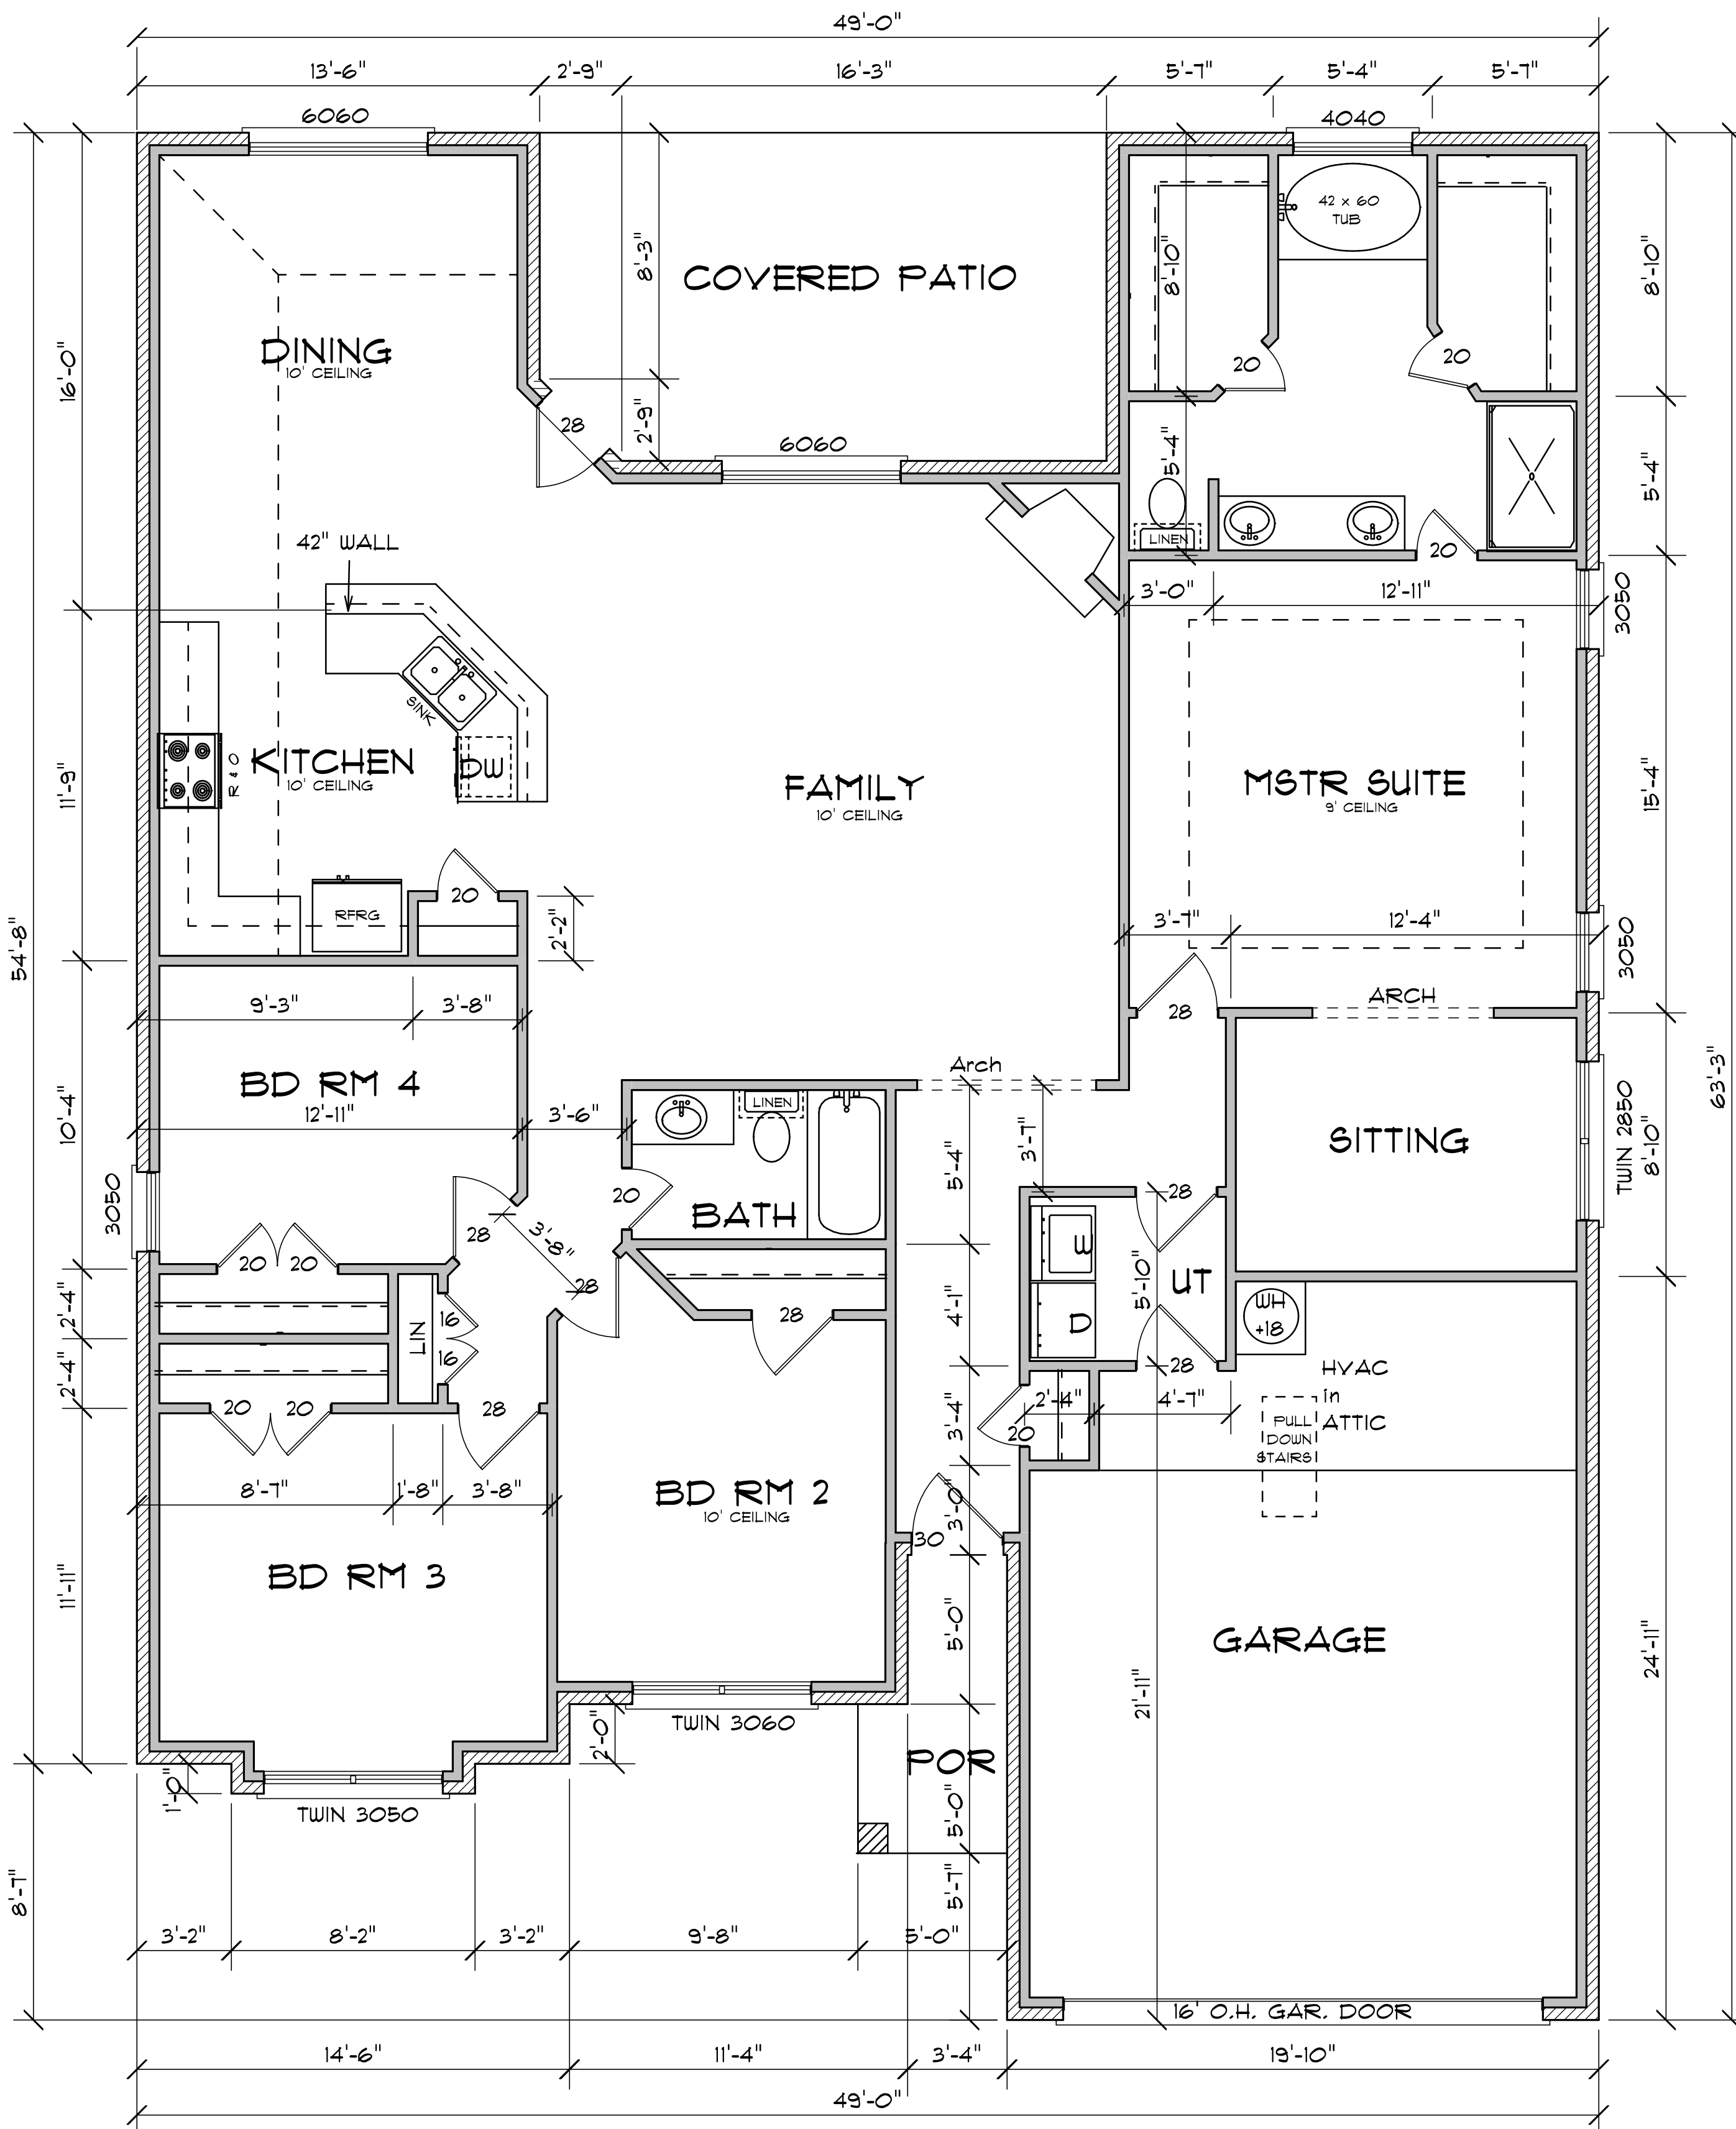 49'-0"
13'-6" 2'-9" 16'-3" 5'-7" 5'-4" 5'-7"
6060
4040
42 x 60
TUB
8'-3"
8'-10"
8'-10"
COVERED PATIO
DINING
10' CEILING
16'-0"
20
20
28
2'-9"
6060
5'-4"
5'-4"
42" WALL
LINEN
20
3'-0"
12'-11"
3050
SINK
11'-9"
R & O
KITCHEN
10' CEILING
DW
FAMILY
10' CEILING
MSTR SUITE
9' CEILING
15'-4"
20
RFRG
2'-2"
3'-7"
12'-4"
3050
54'-8"
9'-3"
3'-8"
28
ARCH
63'-3"
BD RM 4
12'-11"
3'-6"
Arch
LINEN
10'-4"
3'-7"
5'-4"
SITTING
TWIN 2850
8'-10"
3050
20
BATH
28
28
3'-8"
28
20 20
W
5'-10"
UT
2'-4"
16
LIN
16
28
4'-1"
D
WH
+18
2'-4"
28
HVAC
in
ATTIC
20 20
28
2'-4"
4'-7"
20
3'-4"
PULL
DOWN
STAIRS
8'-7"
1'-8"
3'-8"
BD RM 2
10' CEILING
3'-0"
30
BD RM 3
11'-11"
5'-0"
GARAGE
21'-11"
24'-11"
TWIN 3060
2'-0"
POR
1'-0"
TWIN 3050
5'-0"
8'-7"
5'-7"
3'-2" 8'-2" 3'-2" 9'-8" 5'-0"
16' O.H. GAR. DOOR
14'-6" 11'-4" 3'-4" 19'-10"
49'-0"